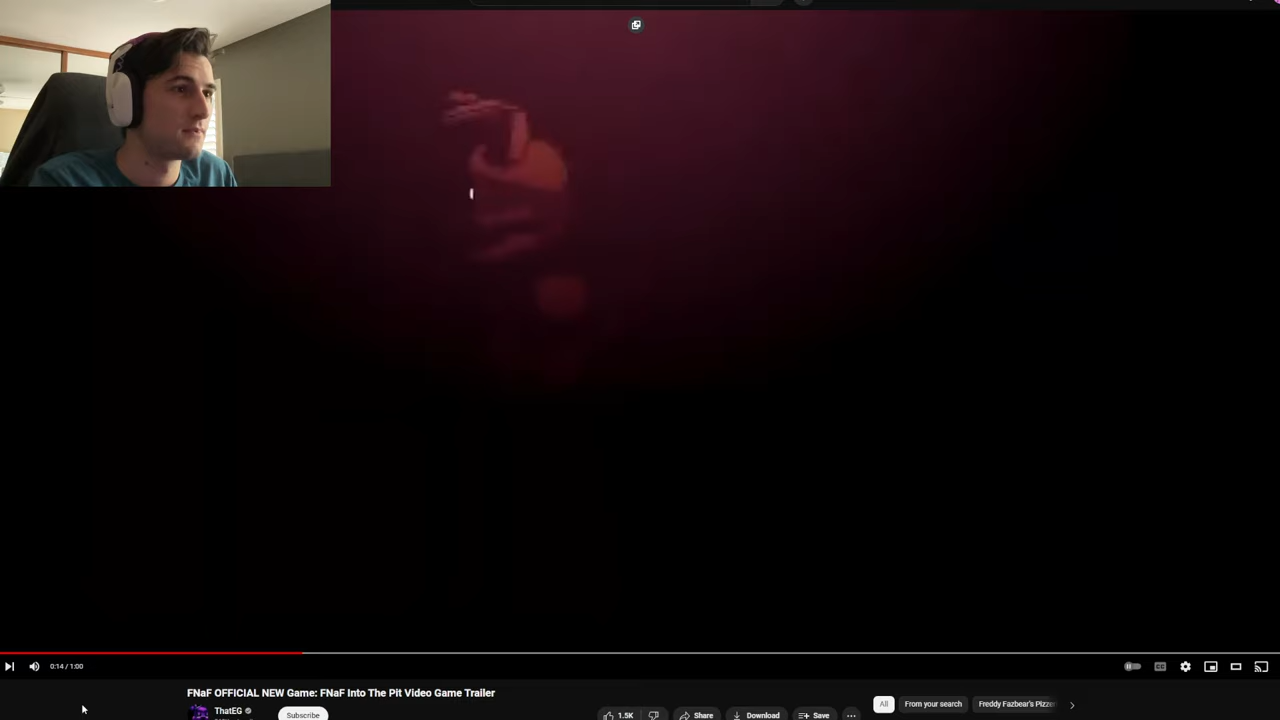 0:14 / 1:00
FNaF OFFICIAL NEW Game: FNaF Into The Pit Video Game Trailer
ThatEG
Subscribe
1.5K
Share
Download
Save
All
From your search
Freddy Fazbear's Pizze